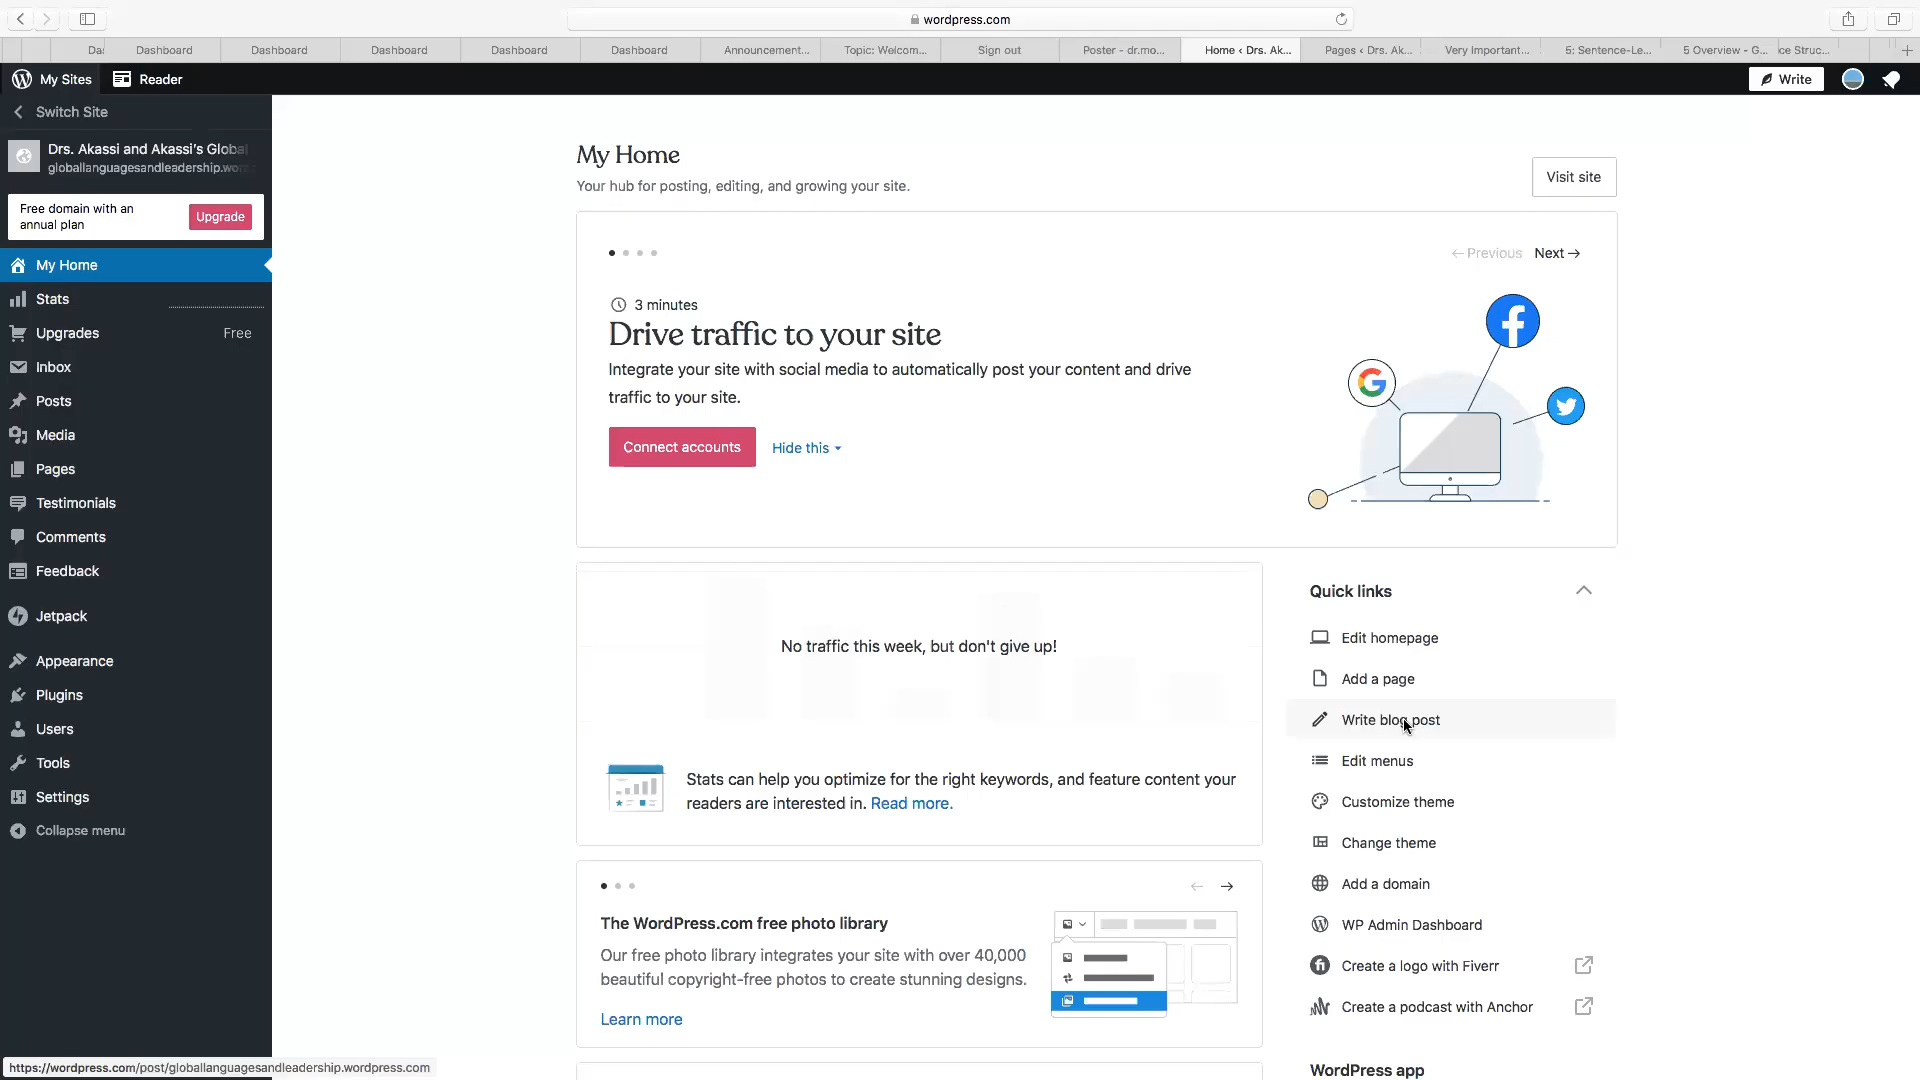 wordpress.com
Das
Dashboard
Dashboard
Dashboard
Dashboard
Dashboard
Announcement...
Topic: Welcom...
Sign out
Poster - dr.mo...
Home ‹ Drs. Ak...
Pages ‹ Drs. Ak...
Very Important...
5: Sentence-Le...
5 Overview - G...
ce Struc...
My Sites
Reader
Write
Switch Site
Drs. Akassi and Akassi's Global
globallanguagesandleadership.wor
Free domain with an
annual plan
Upgrade
My Home
Stats
Upgrades
Free
Inbox
Posts
Media
Pages
Testimonials
Comments
Feedback
Jetpack
Appearance
Plugins
Users
Tools
Settings
Collapse menu
My Home
Your hub for posting, editing, and growing your site.
Visit site
← Previous Next →
3 minutes
Drive traffic to your site
Integrate your site with social media to automatically post your content and drive
traffic to your site.
Connect accounts
Hide this
No traffic this week, but don't give up!
Stats can help you optimize for the right keywords, and feature content your
readers are interested in. Read more.
The WordPress.com free photo library
Our free photo library integrates your site with over 40,000
beautiful copyright-free photos to create stunning designs.
Learn more
Quick links
Edit homepage
Add a page
Write blog post
Edit menus
Customize theme
Change theme
Add a domain
WP Admin Dashboard
Create a logo with Fiverr
Create a podcast with Anchor
WordPress app
https://wordpress.com/post/globallanguagesandleadership.wordpress.com